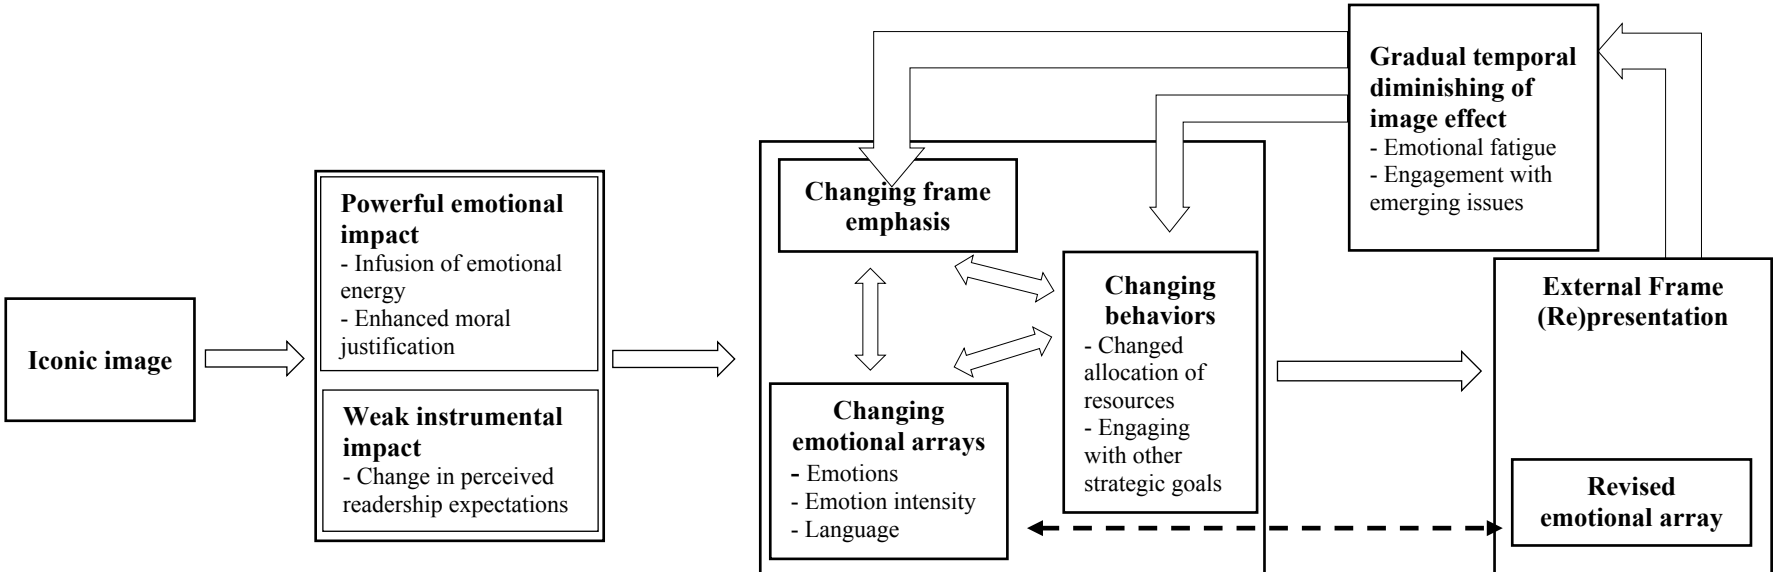 Iconic image
Powerful emotional
impact
- Infusion of emotional
energy
- Enhanced moral
justification
Weak instrumental
impact
- Change in perceived
readership expectations
Changing frame
emphasis
Changing
emotional arrays
- Emotions
- Emotion intensity
- Language
Changing
behaviors
- Changed
allocation of
resources
- Engaging
with other
strategic goals
Gradual temporal
diminishing of
image effect
- Emotional fatigue
- Engagement with
emerging issues
External Frame
(Re)presentation
Revised
emotional array